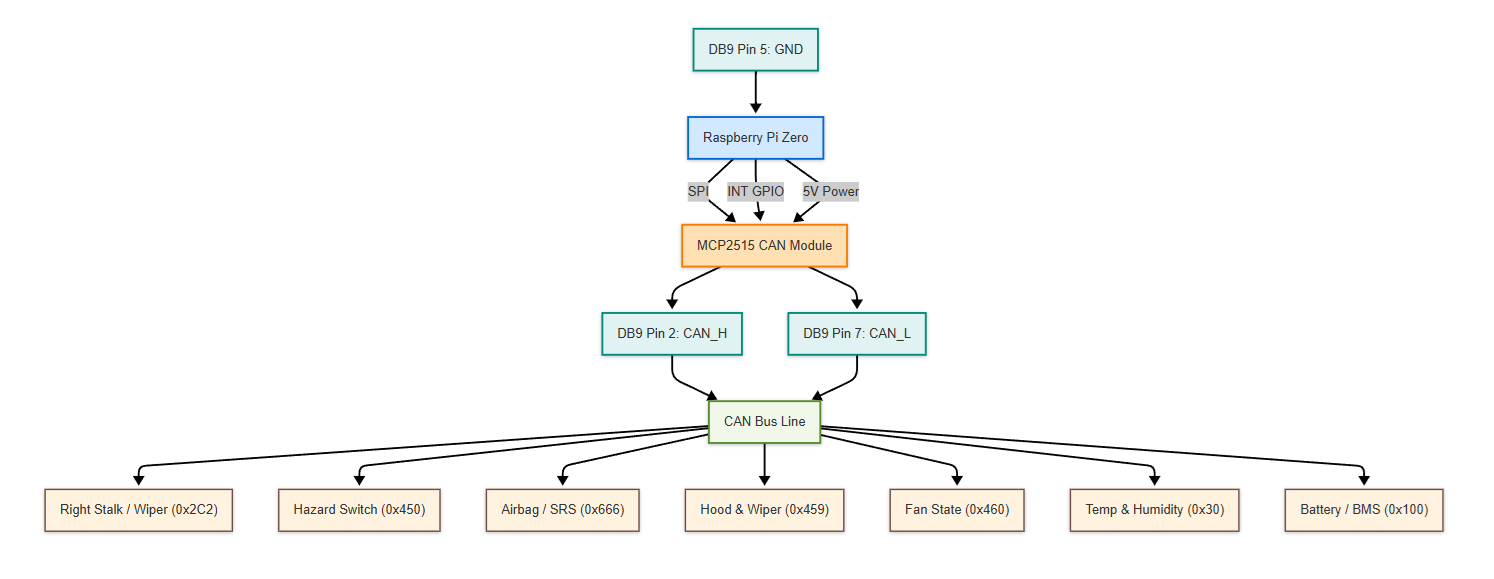 DB9 Pin 5: GND
Raspberry Pi Zero
SPI
INT GPIO
5V Power
MCP2515 CAN Module
DB9 Pin 2: CAN_H
DB9 Pin 7: CAN_L
CAN Bus Line
Right Stalk / Wiper (0x2C2)
Hazard Switch (0x450)
Airbag / SRS (0x666)
Hood & Wiper (0x459)
Fan State (0x460)
Temp & Humidity (0x30)
Battery / BMS (0x100)